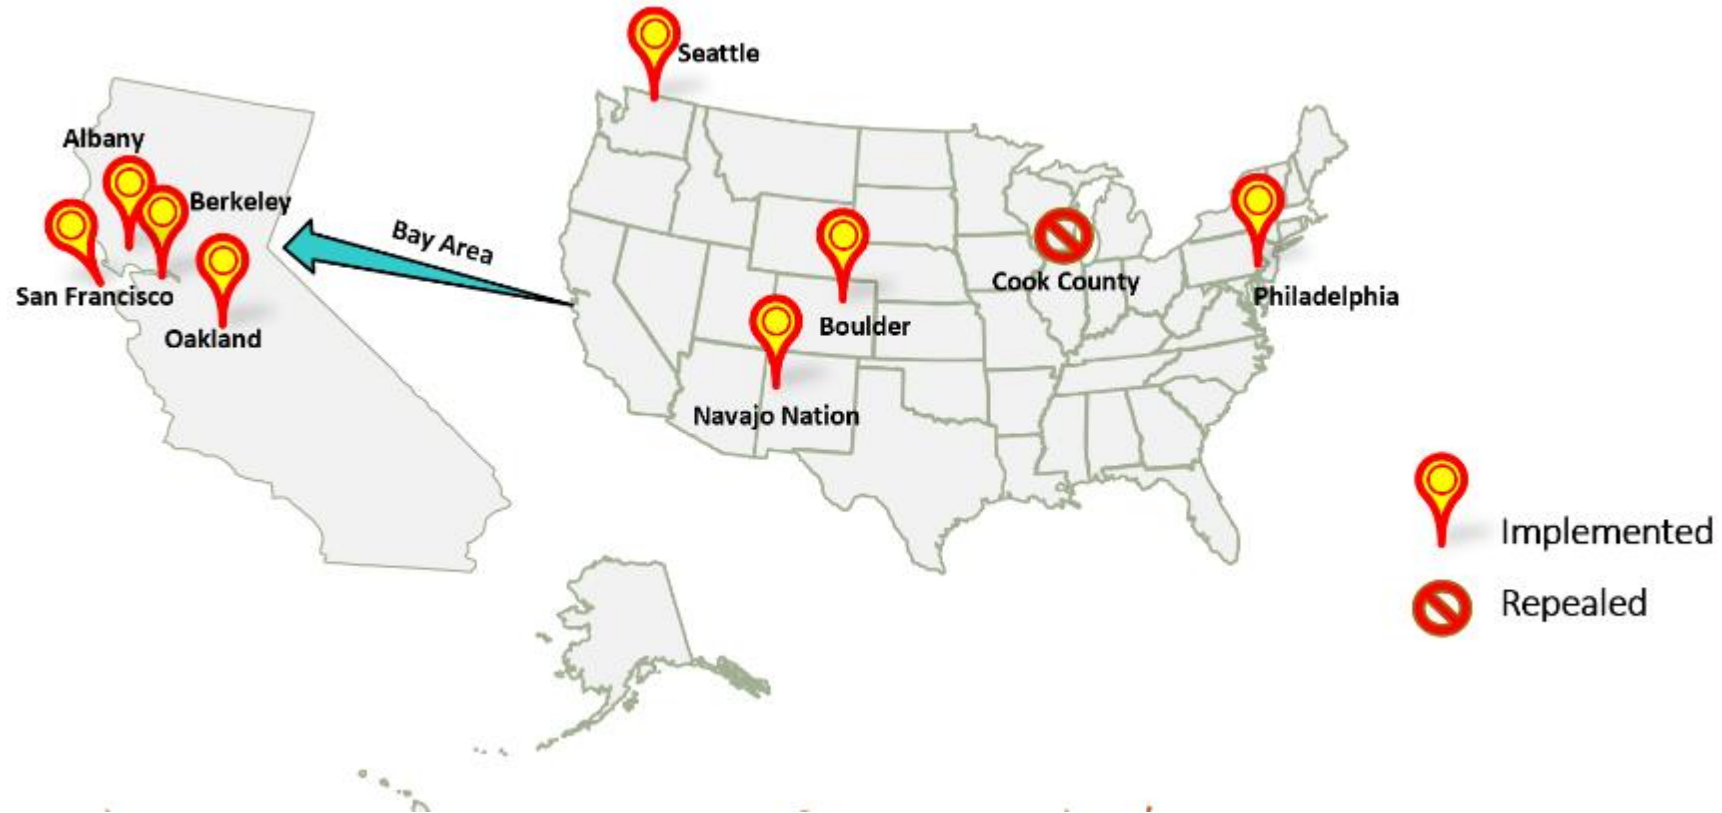 Seattle
Albany
Berkeley
Bay Area
San Francisco
Oakland
Cook County
Boulder
Philadelphia
Navajo Nation
Implemented
Repealed